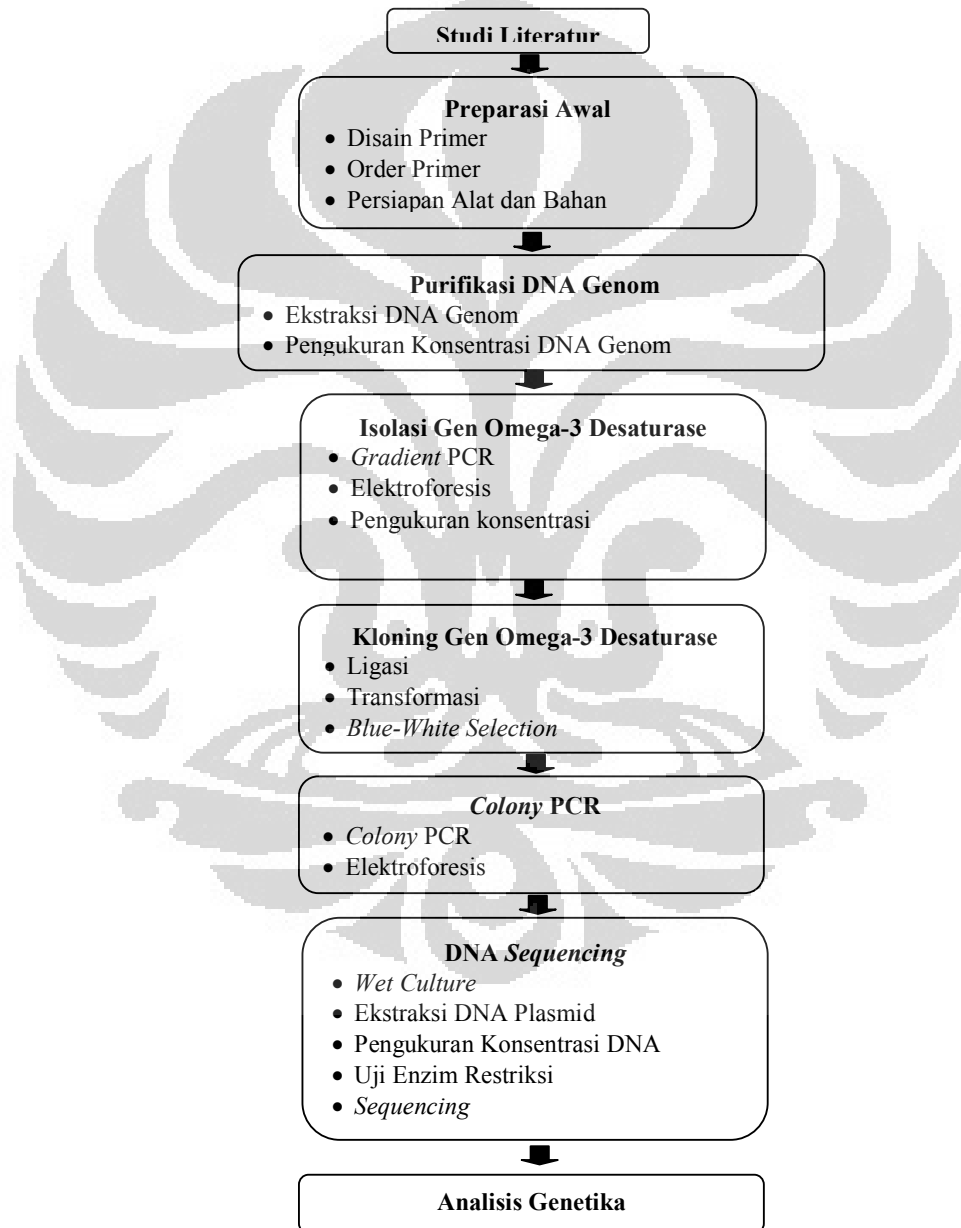 Studi Literatur
Preparasi Awal
• Disain Primer
• Order Primer
• Persiapan Alat dan Bahan
Purifikasi DNA Genom
• Ekstraksi DNA Genom
• Pengukuran Konsentrasi DNA Genom
Isolasi Gen Omega-3 Desaturase
• Gradient PCR
• Elektroforesis
• Pengukuran konsentrasi
Kloning Gen Omega-3 Desaturase
• Ligasi
• Transformasi
• Blue-White Selection
Colony PCR
• Colony PCR
• Elektroforesis
DNA Sequencing
• Wet Culture
• Ekstraksi DNA Plasmid
• Pengukuran Konsentrasi DNA
• Uji Enzim Restriksi
• Sequencing
Analisis Genetika